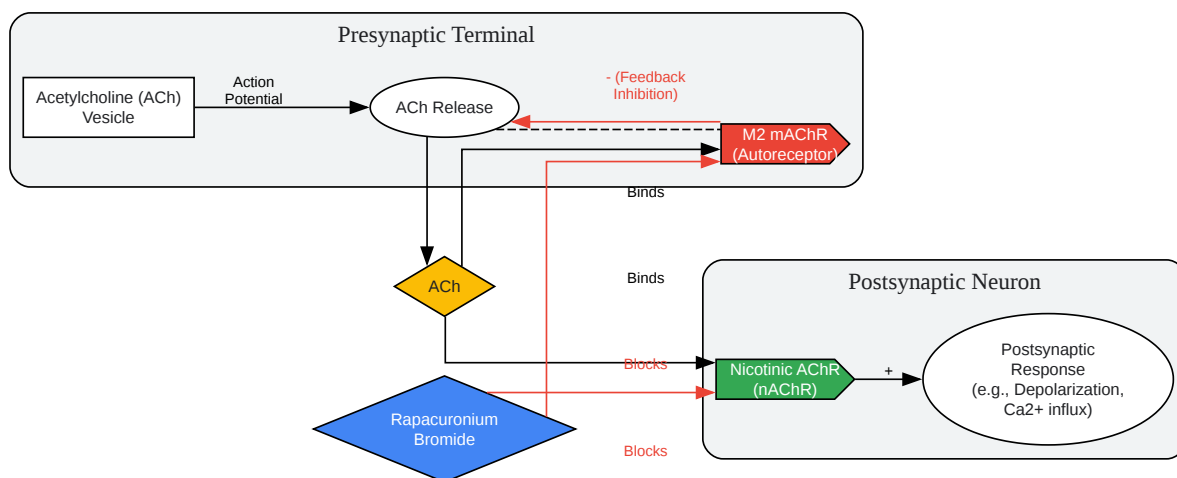 Presynaptic Terminal
Acetylcholine (ACh)
Vesicle
Action
Potential
ACh Release
- (Feedback
Inhibition)
M2 mAChR
(Autoreceptor)
Binds
ACh
Binds
Postsynaptic Neuron
Blocks
Nicotinic AChR
(nAChR)
+
Postsynaptic
Response
(e.g., Depolarization,
Ca2+ influx)
Rapacuronium
Bromide
Blocks